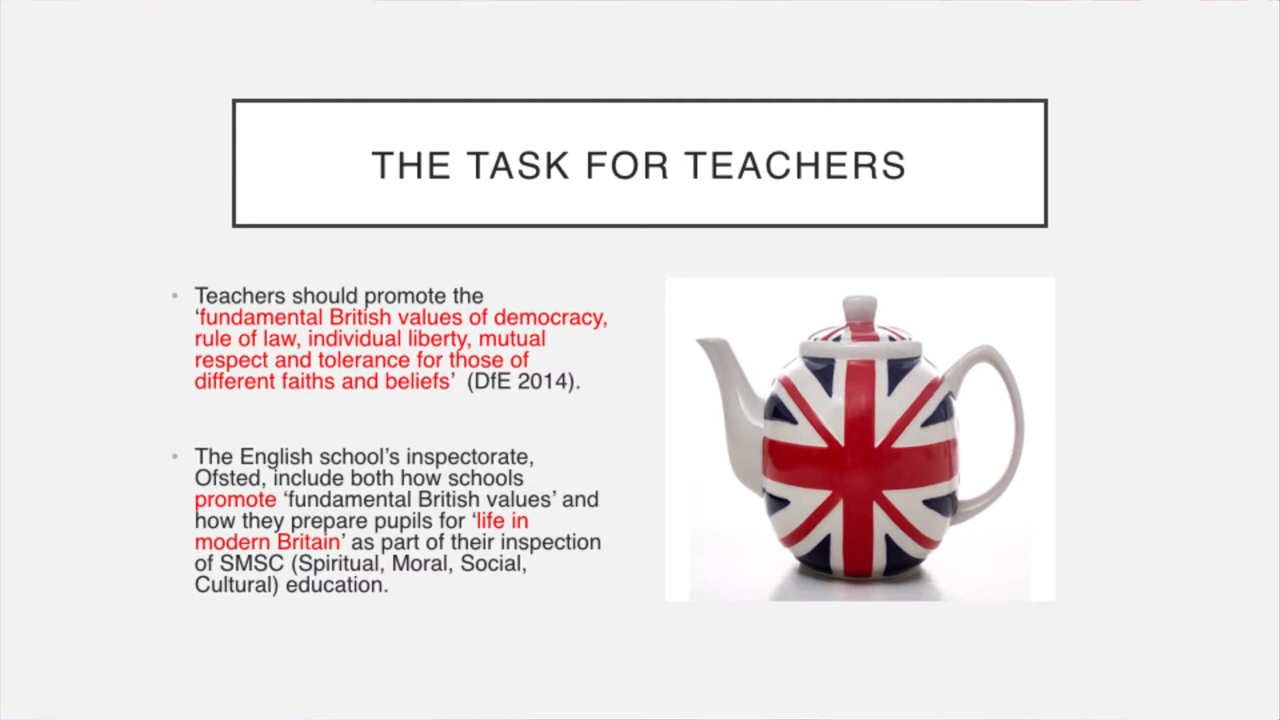 THE TASK FOR TEACHERS
• Teachers should promote the
‘fundamental British values of democracy,
rule of law, individual liberty, mutual
respect and tolerance for those of
different faiths and beliefs’ (DfE 2014).
• The English school’s inspectorate,
Ofsted, include both how schools
promote ‘fundamental British values’ and
how they prepare pupils for ‘life in
modern Britain’ as part of their inspection
of SMSC (Spiritual, Moral, Social,
Cultural) education.